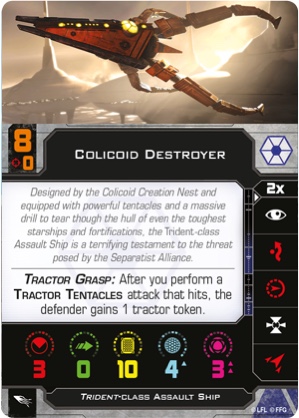 8
0
COLICOID DESTROYER
Designed by the Colicoid Creation Nest and
equipped with powerful tentacles and a massive
drill to tear though the hull of even the toughest
starships and fortifications, the Trident-class
Assault Ship is a terrifying testament to the threat
posed by the Separatist Alliance.
TRACTOR GRASP: After you perform a
TRACTOR TENTACLES attack that hits, the
defender gains 1 tractor token.
2x
3 0 10 4 3
TRIDENT-CLASS ASSAULT SHIP
©LFL ©FFG